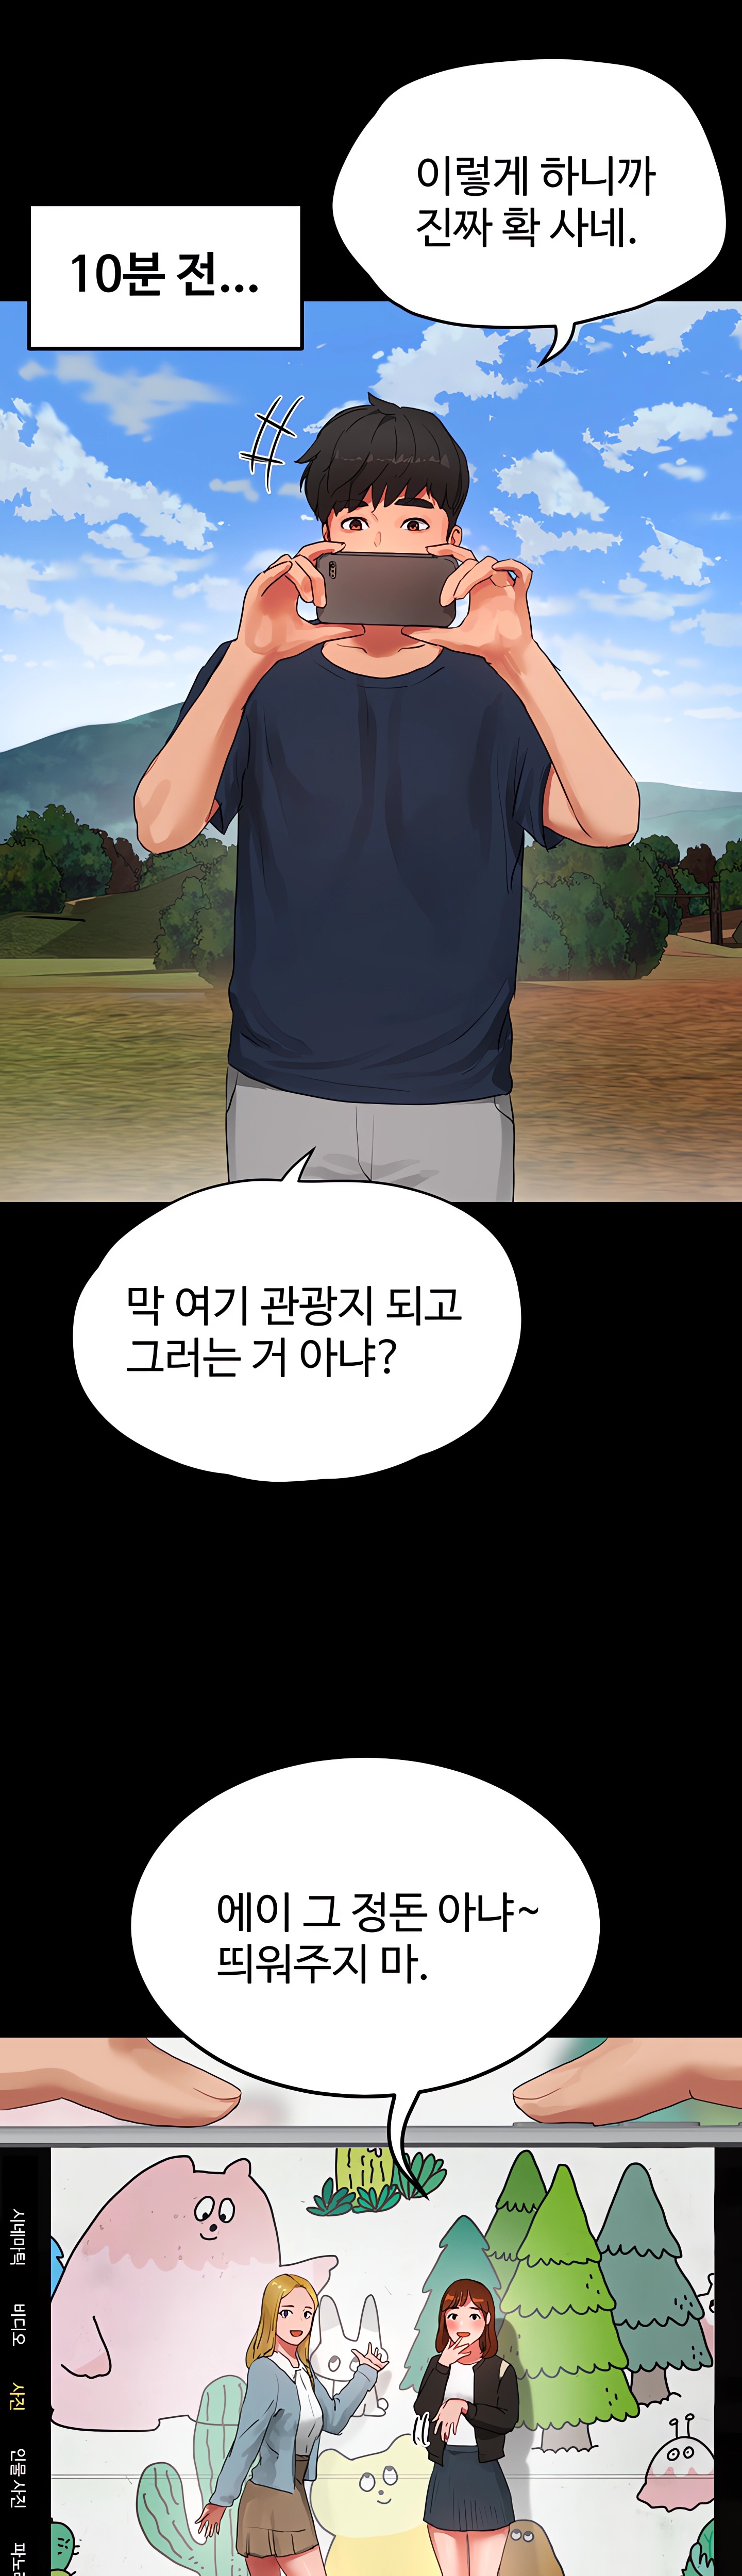 이렇게 하니까
진짜 확 사네.
10분 전...
막 여기 관광지 되고
그러는 거 아냐?
에이 그 정돈 아냐~
띄워주지 마.
시네마틱
비디오
사진
인물 사진